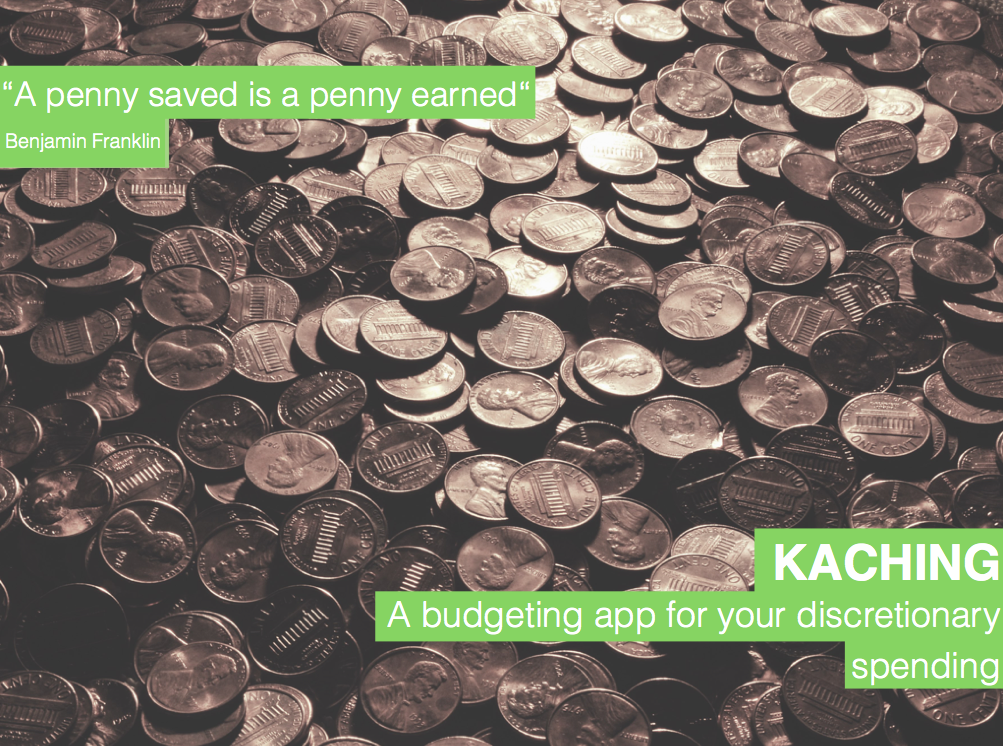 “A penny saved is a penny earned“
Benjamin Franklin
KACHING
A budgeting app for your discretionary
spending